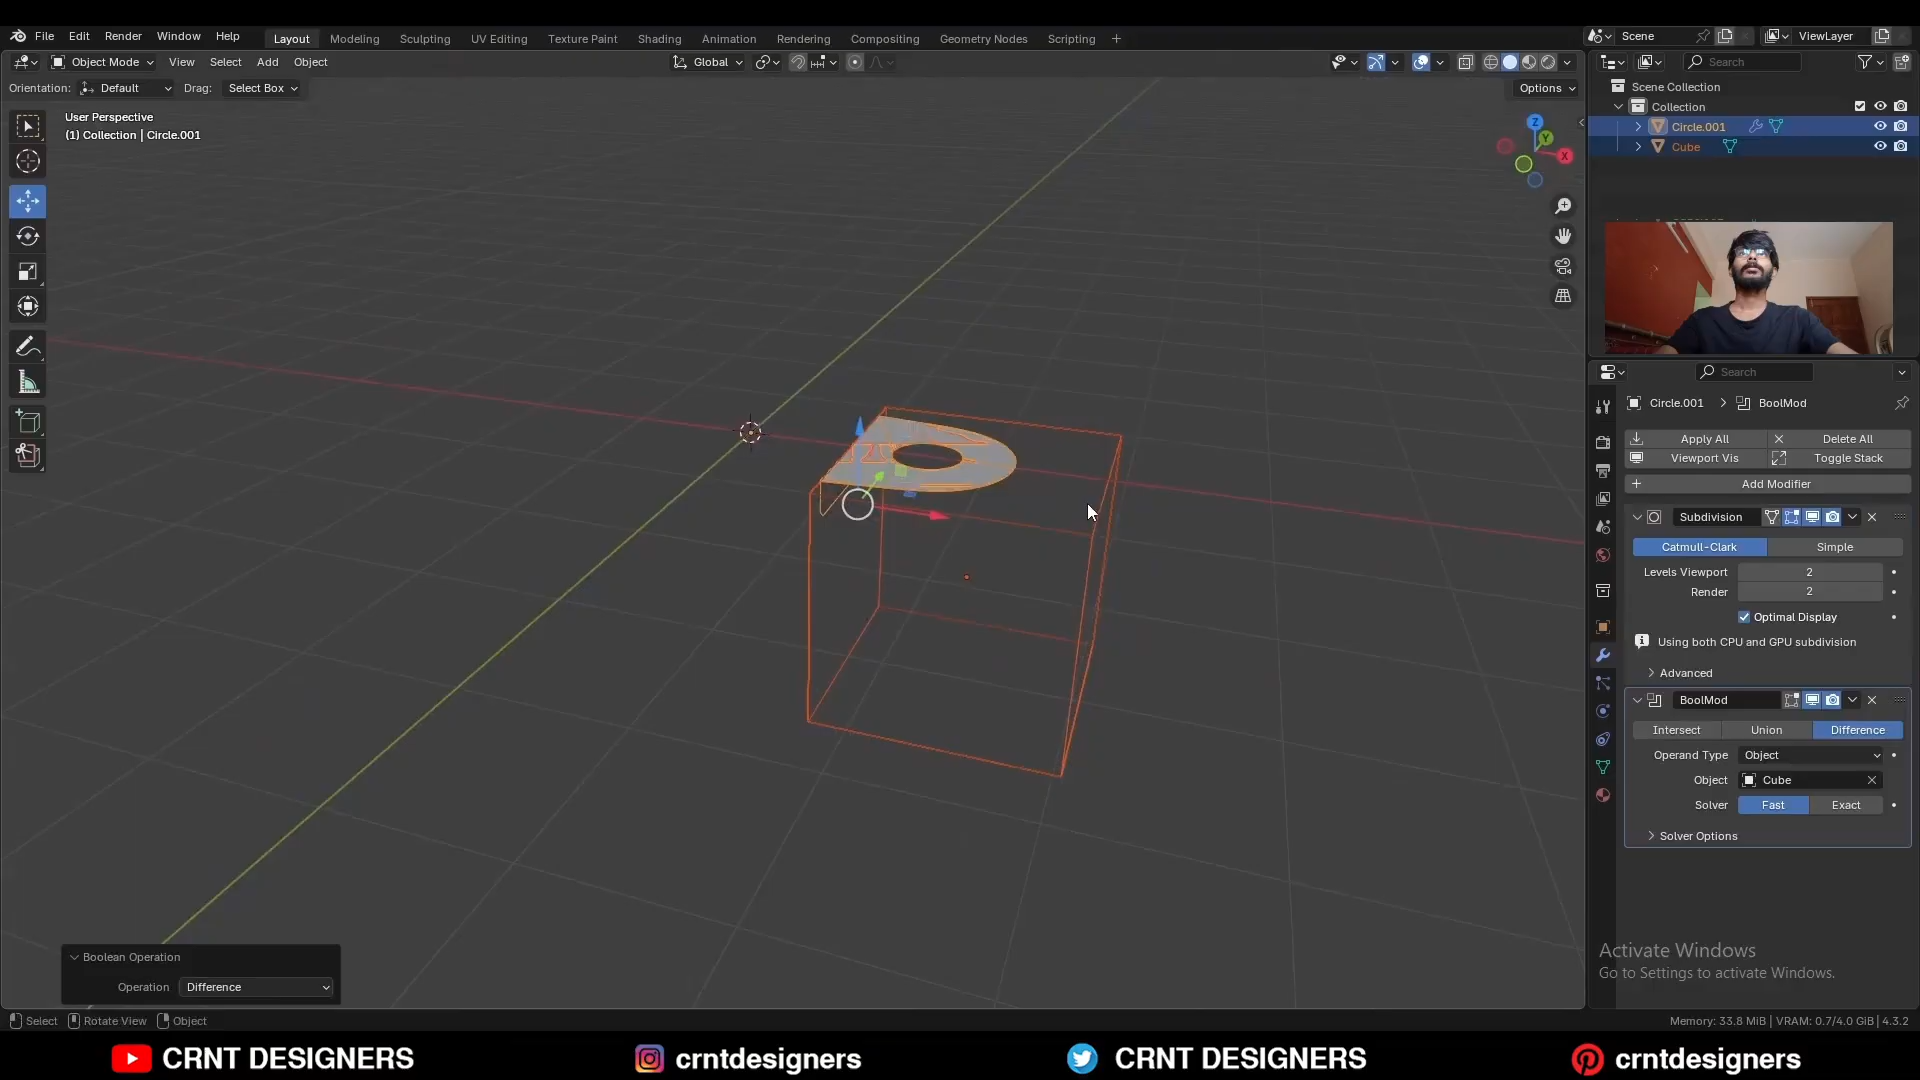 File Edit Render Window Help
Layout Modeling Sculpting UV Editing Texture Paint Shading Animation Rendering Compositing Geometry Nodes Scripting +
Scene ViewLayer
Object Mode View Select Add Object
Global
Search
Orientation: Default Drag: Select Box
Options
User Perspective
(1) Collection | Circle.001
Z
Y
X
Scene Collection
Collection
Circle.001
Cube
Search
Circle.001 > BoolMod
Apply All Delete All
Viewport Vis Toggle Stack
Add Modifier
Subdivision
Catmull-Clark Simple
Levels Viewport 2
Render 2
Optimal Display
Using both CPU and GPU subdivision
Advanced
BoolMod
Intersect Union Difference
Operand Type Object
Object Cube
Solver Fast Exact
Solver Options
Activate Windows
Go to Settings to activate Windows.
Boolean Operation
Operation Difference
Select Rotate View Object
Memory: 33.8 MiB | VRAM: 0.7/4.0 GiB | 4.3.2
CRNT DESIGNERS crntdesigners CRNT DESIGNERS crntdesigners